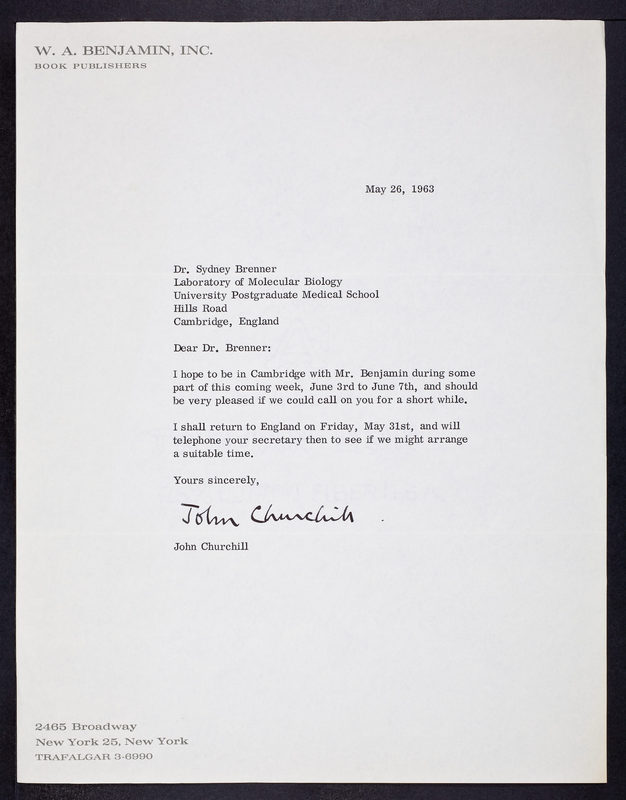 W. A. BENJAMIN, INC.
BOOK PUBLISHERS
May 26, 1963
Dr. Sydney Brenner
Laboratory of Molecular Biology
University Postgraduate Medical School
Hills Road
Cambridge, England
Dear Dr. Brenner:
I hope to be in Cambridge with Mr. Benjamin during some
part of this coming week, June 3rd to June 7th, and should
be very pleased if we could call on you for a short while.
I shall return to England on Friday, May 31st, and will
telephone your secretary then to see if we might arrange
a suitable time.
Yours sincerely,
John Churchill
John Churchill
2465 Broadway
New York 25, New York
TRAFALGAR 3-6990